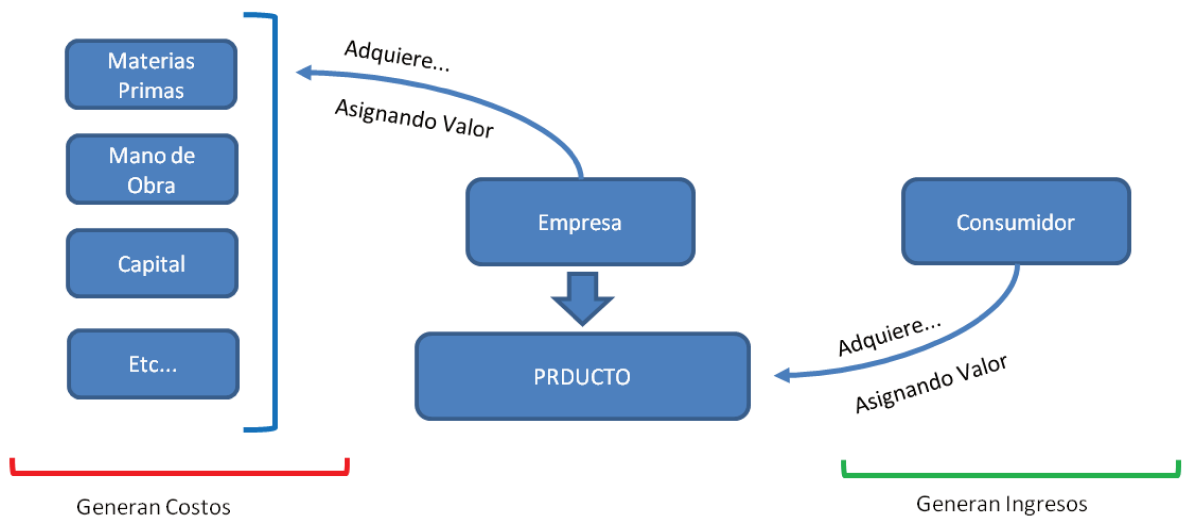 Materias
Primas
Mano de
Obra
Capital
Etc...
Adquiere...
Asignando Valor
Empresa
PRDUCTO
Consumidor
Adquiere...
Asignando Valor
Generan Costos
Generan Ingresos